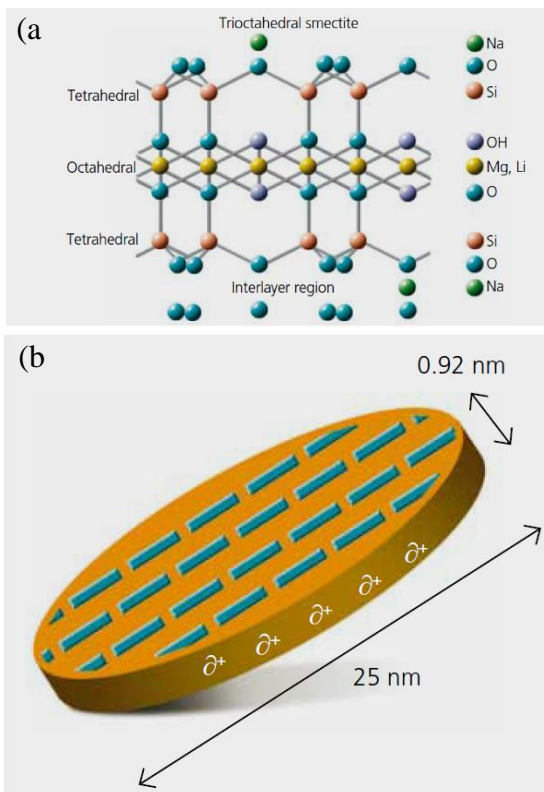 (a
Trioctahedral smectite
Na
O
Tetrahedral
Si
OH
Octahedral
Mg, Li
O
Tetrahedral
Si
O
Interlayer region
Na
(b
0.92 nm
∂+
∂+
∂+
∂+
∂+
25 nm